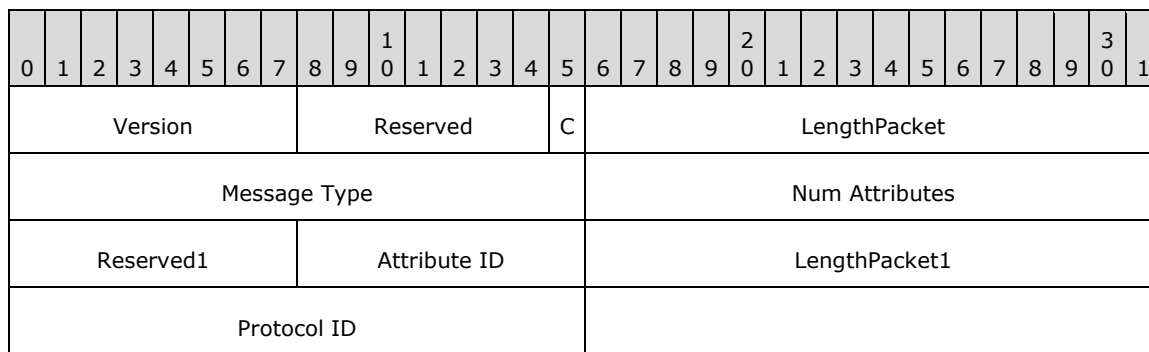 1 2 3
0 1 2 3 4 5 6 7 8 9 0 1 2 3 4 5 6 7 8 9 0 1 2 3 4 5 6 7 8 9 0 1
Version Reserved C LengthPacket
Message Type Num Attributes
Reserved1 Attribute ID LengthPacket1
Protocol ID